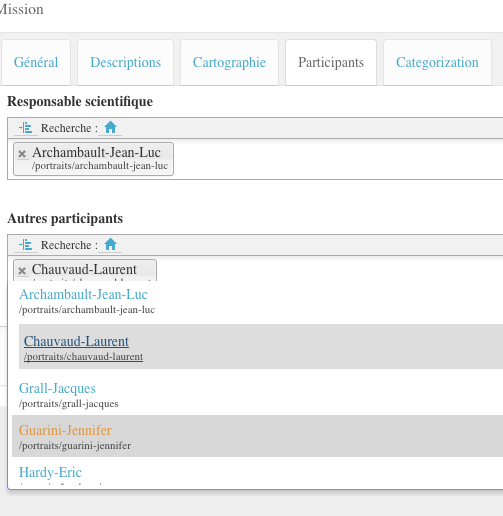 Mission
Général
Descriptions
Cartographie
Participants
Categorization
Responsable scientifique
Recherche :
Archambault-Jean-Luc
/portraits/archambault-jean-luc
Autres participants
Recherche :
Chauvaud-Laurent
Archambault-Jean-Luc
/portraits/archambault-jean-luc
Chauvaud-Laurent
/portraits/chauvaud-laurent
Grall-Jacques
/portraits/grall-jacques
Guarini-Jennifer
/portraits/guarini-jennifer
Hardy-Eric